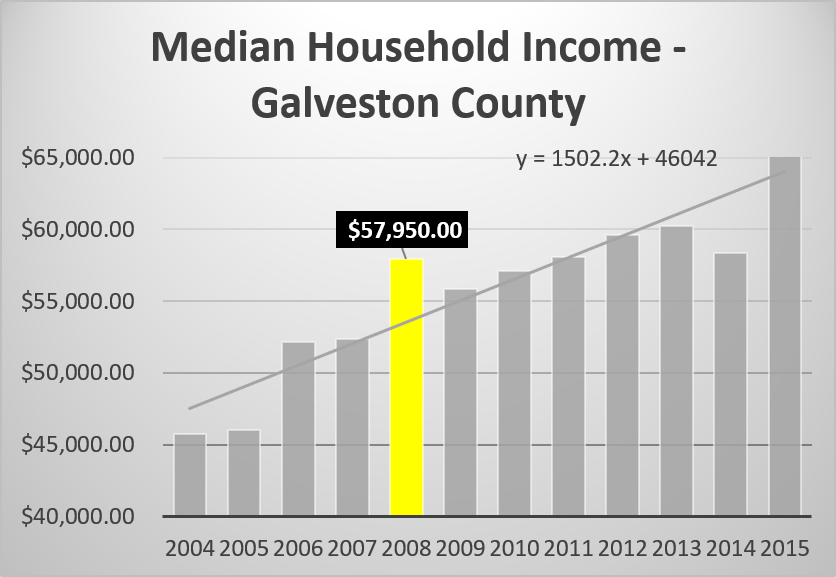 Median Household Income -
Galveston County
y = 1502.2x + 46042
$57,950.00
$65,000.00
$60,000.00
$55,000.00
$50,000.00
$45,000.00
$40,000.00
2004 2005 2006 2007 2008 2009 2010 2011 2012 2013 2014 2015